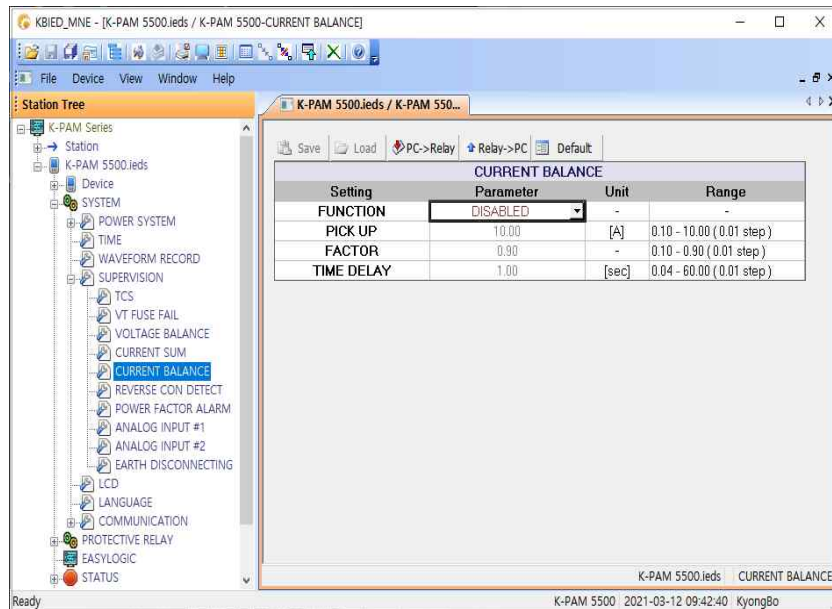 KBIED_MNE - [K-PAM 5500.ieds / K-PAM 5500-CURRENT BALANCE]
File Device View Window Help
Station Tree
K-PAM Series
Station
K-PAM 5500.ieds
Device
SYSTEM
POWER SYSTEM
TIME
WAVEFORM RECORD
SUPERVISION
TCS
VT FUSE FAIL
VOLTAGE BALANCE
CURRENT SUM
CURRENT BALANCE
REVERSE CON DETECT
POWER FACTOR ALARM
ANALOG INPUT #1
ANALOG INPUT #2
EARTH DISCONNECTING
LCD
LANGUAGE
COMMUNICATION
PROTECTIVE RELAY
EASYLOGIC
STATUS
K-PAM 5500.ieds / K-PAM 550...
Save Load PC->Relay Relay->PC Default
CURRENT BALANCE
Setting Parameter Unit Range
FUNCTION DISABLED - -
PICK UP 10.00 [A] 0.10 - 10.00 ( 0.01 step )
FACTOR 0.90 - 0.10 - 0.90 ( 0.01 step )
TIME DELAY 1.00 [sec] 0.04 - 60.00 ( 0.01 step )
K-PAM 5500.ieds CURRENT BALANCE
Ready K-PAM 5500 2021-03-12 09:42:40 KyongBo